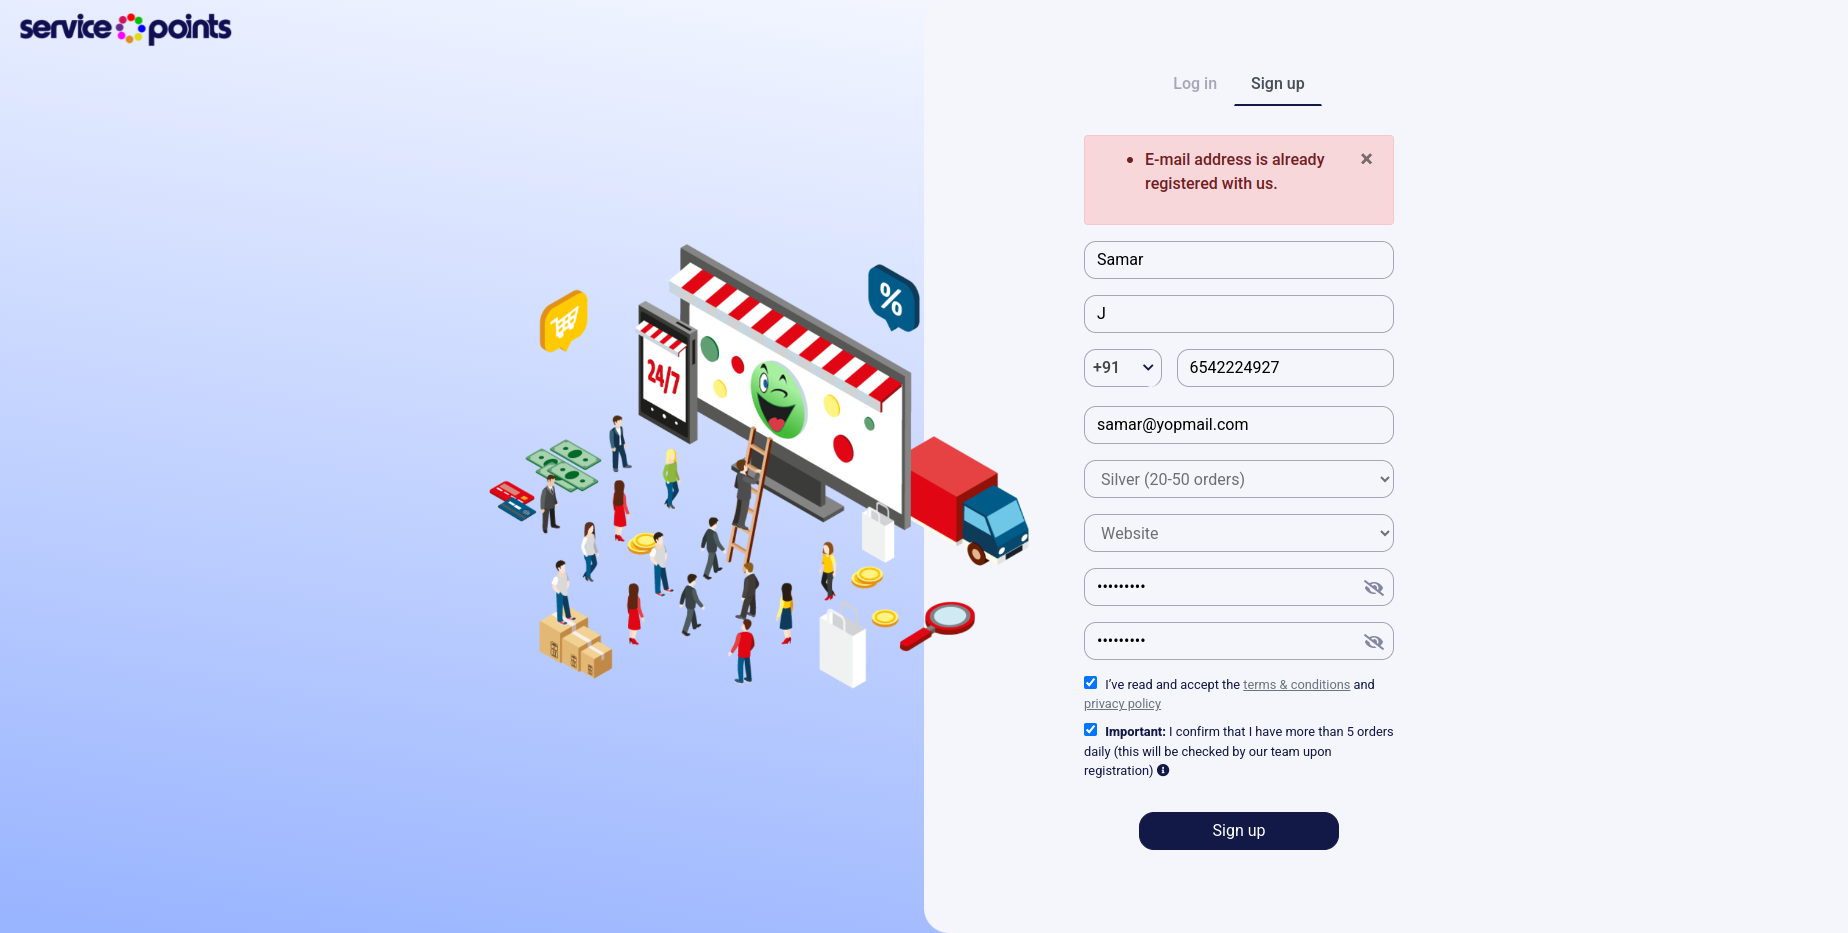 service points
Log in
Sign up
E-mail address is already
registered with us.
×
Samar
J
+91
6542224927
samar@yopmail.com
Silver (20-50 orders)
Website
•••••••••
•••••••••
I've read and accept the terms & conditions and
privacy policy
Important: I confirm that I have more than 5 orders
daily (this will be checked by our team upon
registration)
Sign up
%
24/7